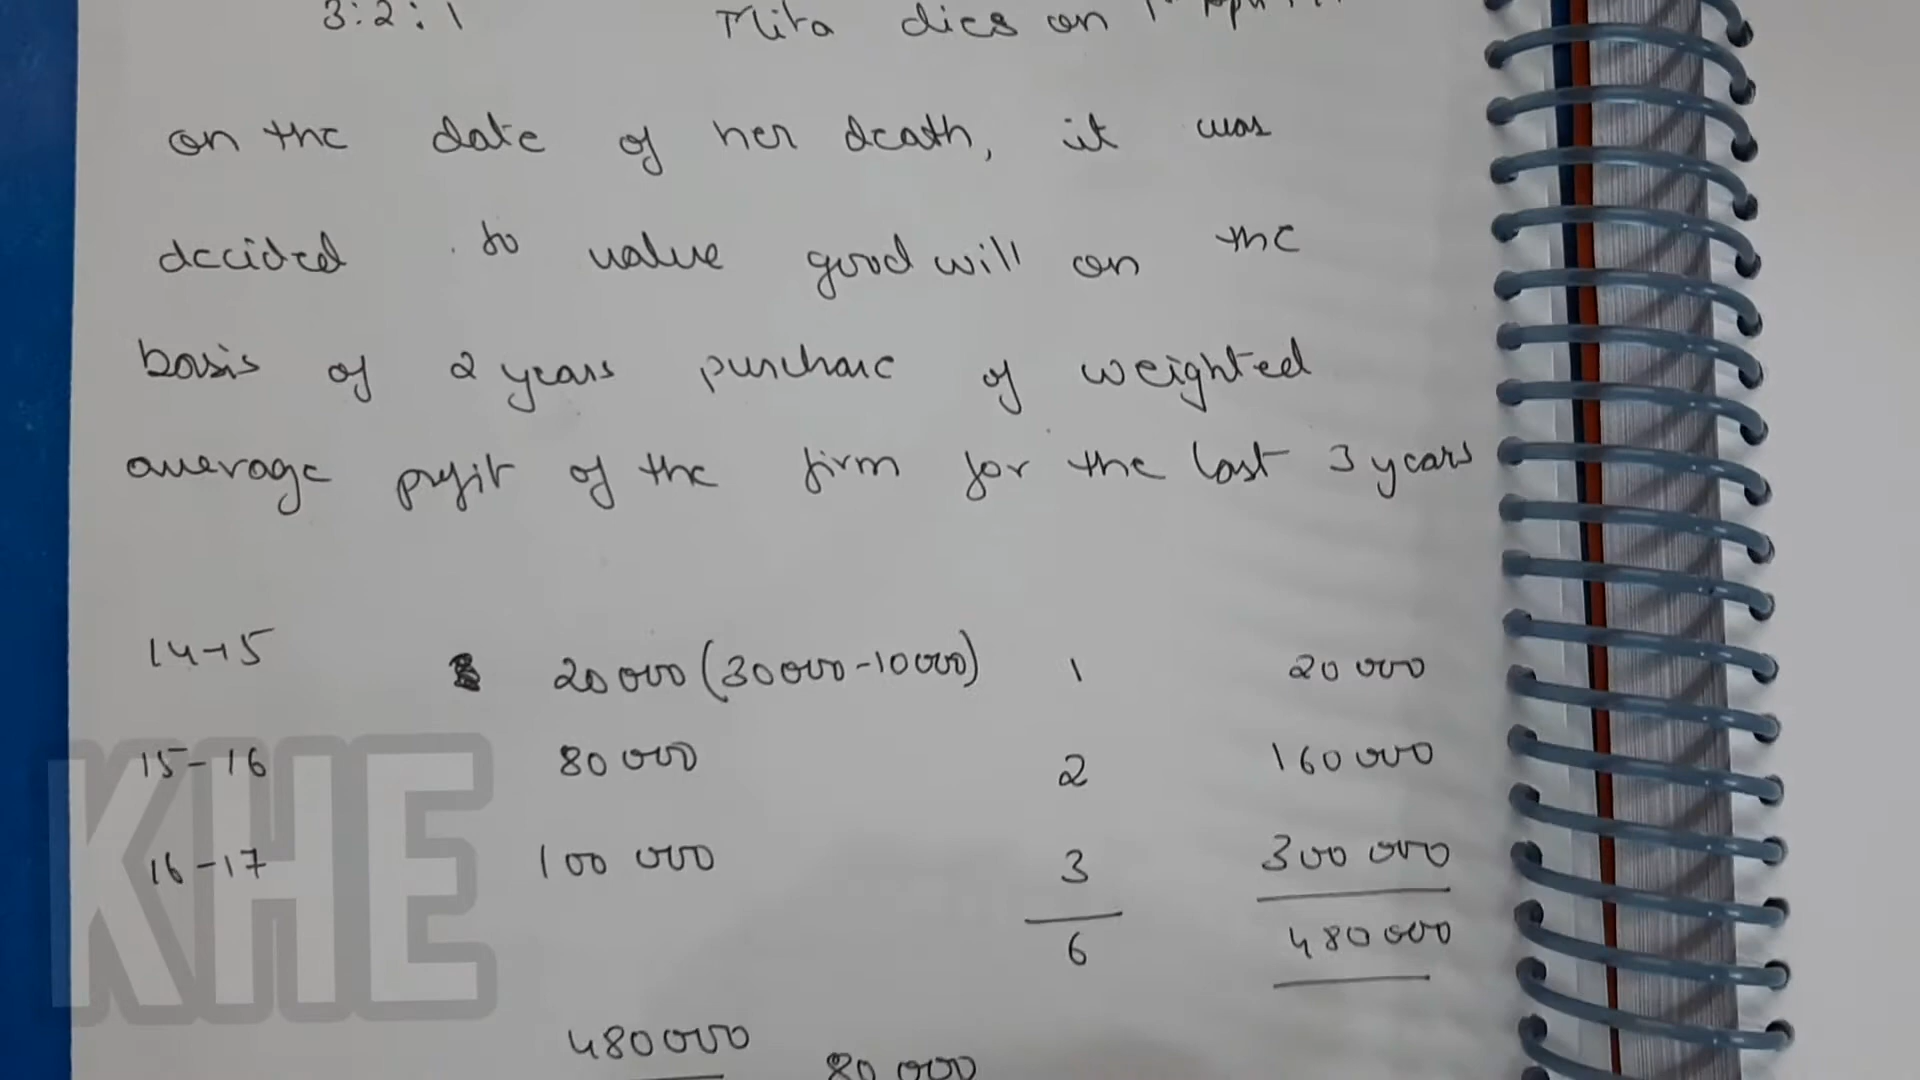 3:2:1 Mita dies on 1st
on the date of her death, it was
decided to value goodwill on the
basis of 2 years purchase of weighted
average profit of the firm for the last 3 years
14-15 20000 (30000-10000) 1 20000
15-16 80000 2 160000
16-17 100000 3 300000
6 480000
480000 80000
KHE